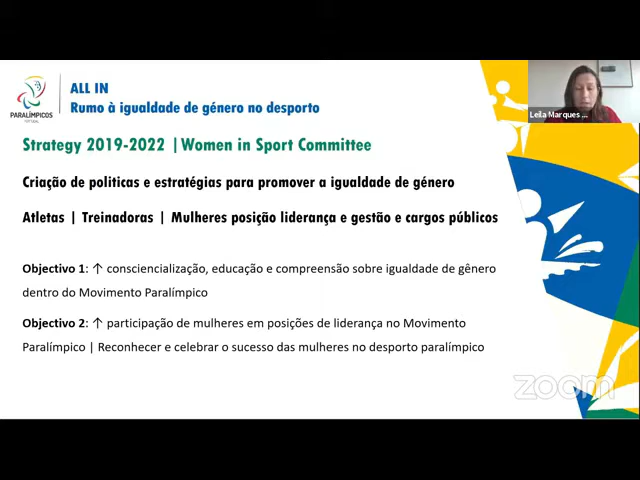 ALL IN
Rumo à igualdade de género no desporto
PARALÍMPICOS
PORTUGAL
Leila Marques ...
Strategy 2019-2022 | Women in Sport Committee
Criação de politicas e estratégias para promover a igualdade de género
Atletas | Treinadoras | Mulheres posição liderança e gestão e cargos públicos
Objectivo 1: ↑ consciencialização, educação e compreensão sobre igualdade de gênero
dentro do Movimento Paralímpico
Objectivo 2: ↑ participação de mulheres em posições de liderança no Movimento
Paralímpico | Reconhecer e celebrar o sucesso das mulheres no desporto paralímpico
zoom